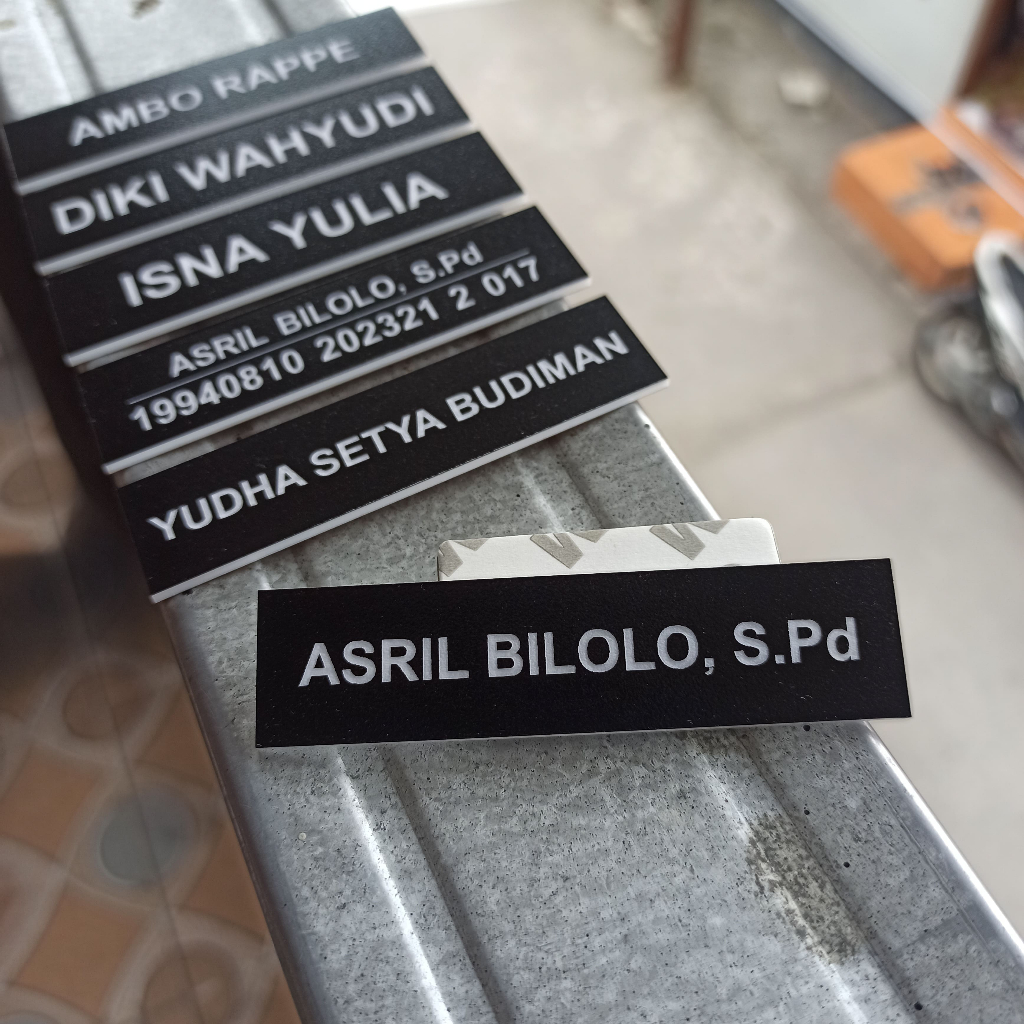 AMBO RAPPE
DIKI WAHYUDI
ISNA YULIA
ASRIL BILOLO, S.Pd
19940810 202321 2 017
YUDHA SETYA BUDIMAN
ASRIL BILOLO, S.Pd